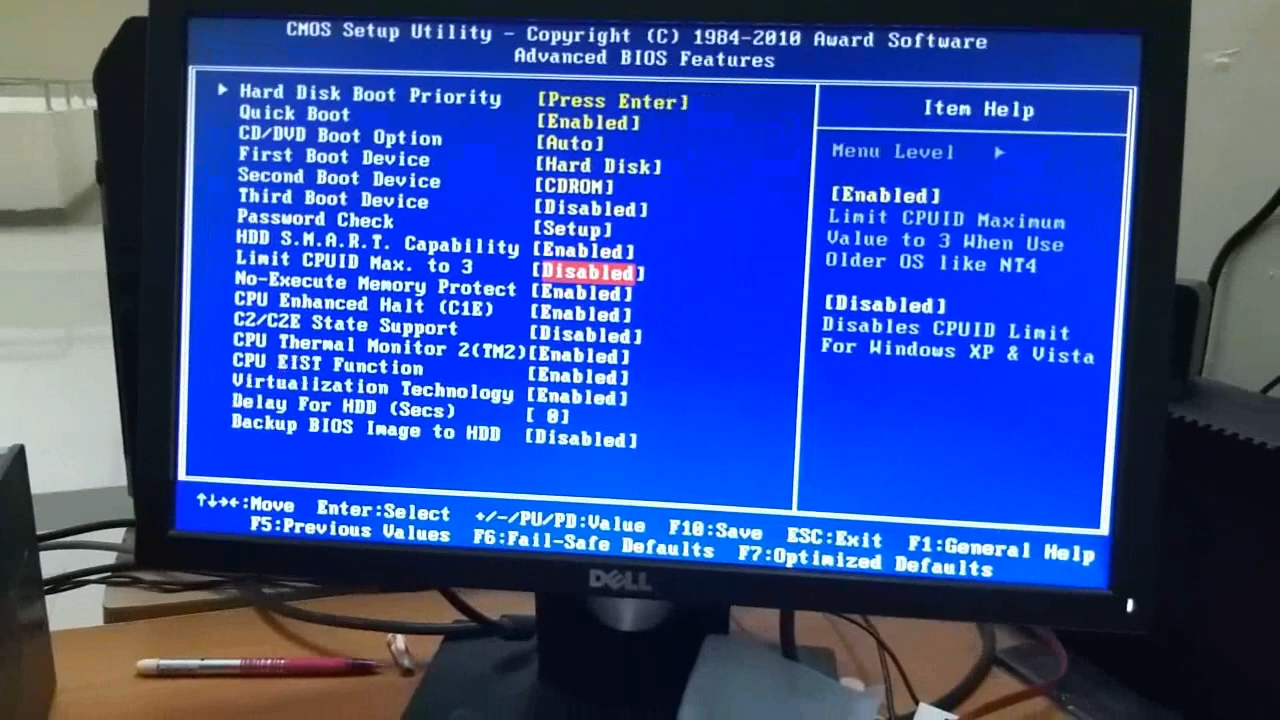 CMOS Setup Utility - Copyright (C) 1984-2010 Award Software
Advanced BIOS Features
Hard Disk Boot Priority [Press Enter]
Quick Boot [Enabled]
CD/DVD Boot Option [Auto]
First Boot Device [Hard Disk]
Second Boot Device [CDROM]
Third Boot Device [Disabled]
Password Check [Setup]
HDD S.M.A.R.T. Capability [Enabled]
Limit CPUID Max. to 3 [Disabled]
No-Execute Memory Protect [Enabled]
CPU Enhanced Halt (C1E) [Enabled]
C2/C2E State Support [Disabled]
CPU Thermal Monitor 2(TM2) [Enabled]
CPU EIST Function [Enabled]
Virtualization Technology [Enabled]
Delay For HDD (Secs) [ 0]
Backup BIOS Image to HDD [Disabled]
Item Help
Menu Level
[Enabled]
Limit CPUID Maximum
Value to 3 When Use
Older OS like NT4
[Disabled]
Disables CPUID Limit
For Windows XP & Vista
↑↓→←:Move Enter:Select +/-/PU/PD:Value F10:Save ESC:Exit F1:General Help
F5:Previous Values F6:Fail-Safe Defaults F7:Optimized Defaults
DELL